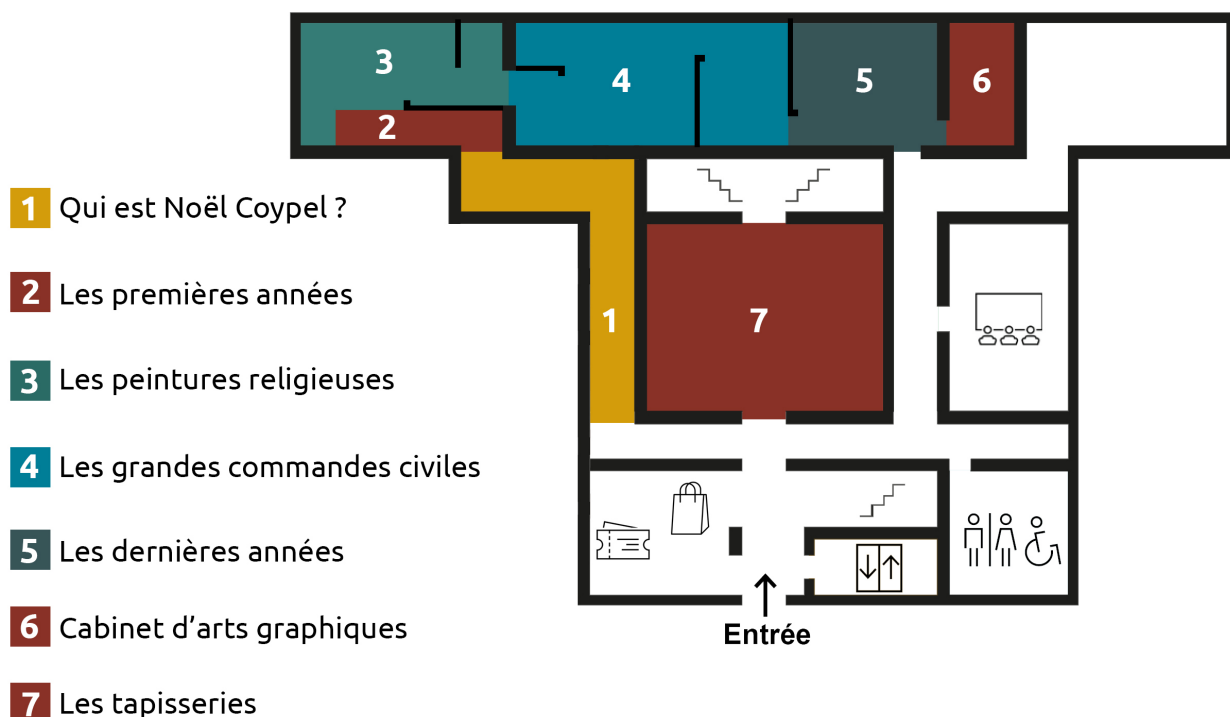 3
4
5
6
2
1 Qui est Noël Coypel ?
2 Les premières années
1
7
3 Les peintures religieuses
4 Les grandes commandes civiles
5 Les dernières années
6 Cabinet d’arts graphiques
Entrée
7 Les tapisseries